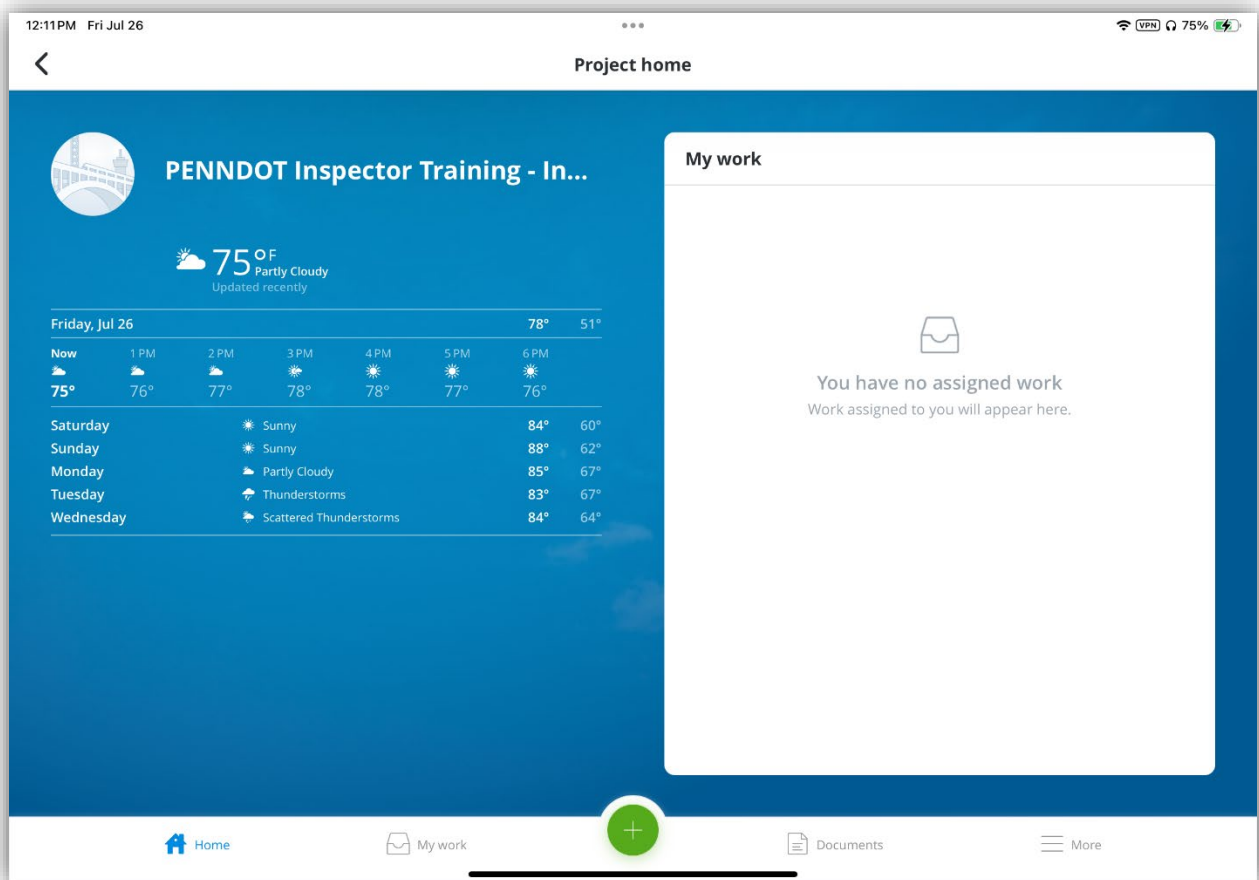 12:11 PM Fri Jul 26
VPN 75%
Project home
PENNDOT Inspector Training - In...
75°F
Partly Cloudy
Updated recently
Friday, Jul 26 78° 51°
Now 1 PM 2 PM 3 PM 4 PM 5 PM 6 PM
75° 76° 77° 78° 78° 77° 76°
Saturday Sunny 84° 60°
Sunday Sunny 88° 62°
Monday Partly Cloudy 85° 67°
Tuesday Thunderstorms 83° 67°
Wednesday Scattered Thunderstorms 84° 64°
My work
You have no assigned work
Work assigned to you will appear here.
Home My work Documents More